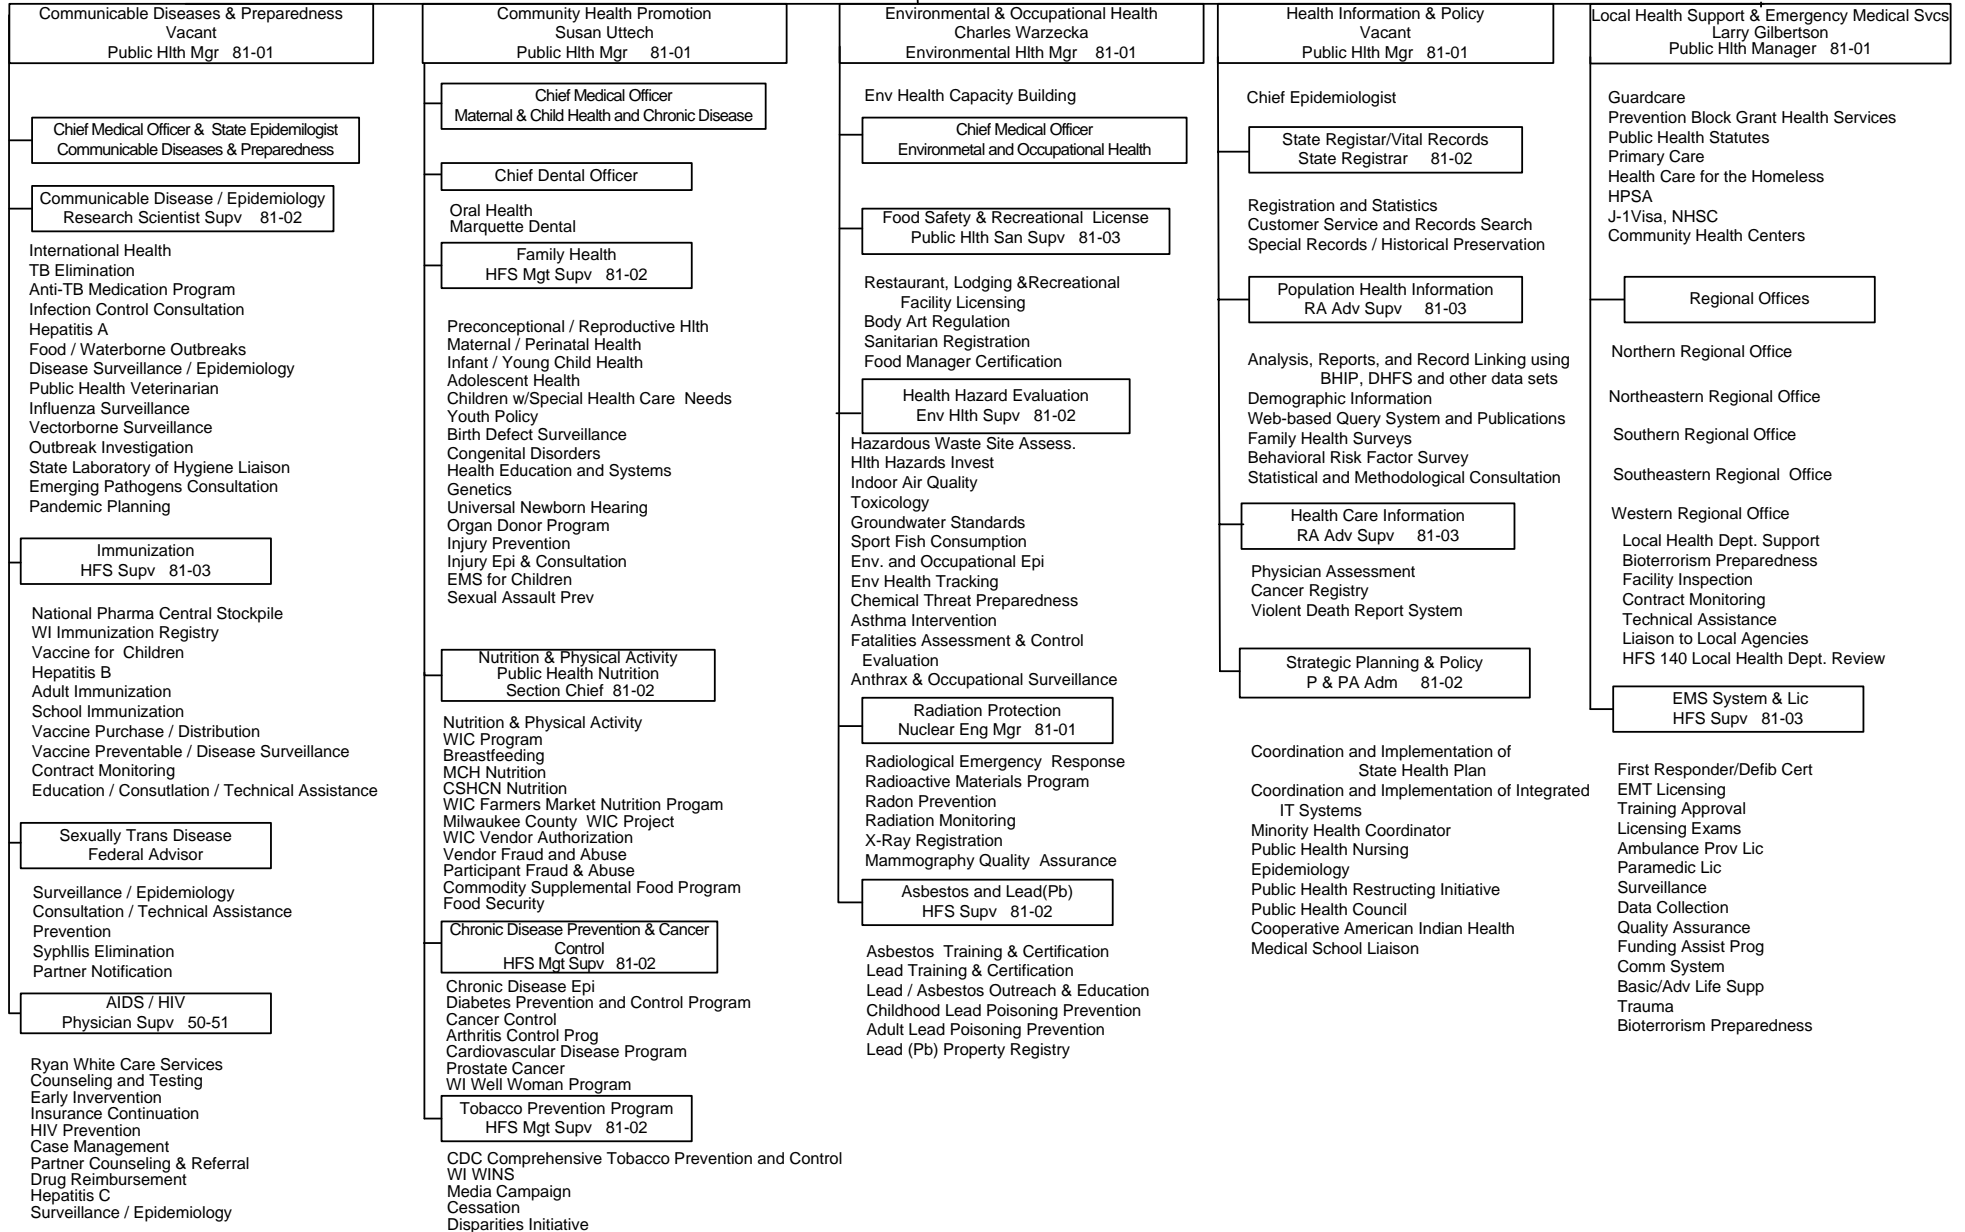 Communicable Diseases & Preparedness
Vacant
Public Hlth Mgr 81-01
Chief Medical Officer & State Epidemilogist
Communicable Diseases & Preparedness
Communicable Disease / Epidemiology
Research Scientist Supv 81-02
International Health
TB Elimination
Anti-TB Medication Program
Infection Control Consultation
Hepatitis A
Food / Waterborne Outbreaks
Disease Surveillance / Epidemiology
Public Health Veterinarian
Influenza Surveillance
Vectorborne Surveillance
Outbreak Investigation
State Laboratory of Hygiene Liaison
Emerging Pathogens Consultation
Pandemic Planning
Immunization
HFS Supv 81-03
National Pharma Central Stockpile
WI Immunization Registry
Vaccine for Children
Hepatitis B
Adult Immunization
School Immunization
Vaccine Purchase / Distribution
Vaccine Preventable / Disease Surveillance
Contract Monitoring
Education / Consutlation / Technical Assistance
Sexually Trans Disease
Federal Advisor
Surveillance / Epidemiology
Consultation / Technical Assistance
Prevention
Syphllis Elimination
Partner Notification
AIDS / HIV
Physician Supv 50-51
Ryan White Care Services
Counseling and Testing
Early Invervention
Insurance Continuation
HIV Prevention
Case Management
Partner Counseling & Referral
Drug Reimbursement
Hepatitis C
Surveillance / Epidemiology
Community Health Promotion
Susan Uttech
Public Hlth Mgr 81-01
Chief Medical Officer
Maternal & Child Health and Chronic Disease
Chief Dental Officer
Oral Health
Marquette Dental
Family Health
HFS Mgt Supv 81-02
Preconceptional / Reproductive Hlth
Maternal / Perinatal Health
Infant / Young Child Health
Adolescent Health
Children w/Special Health Care Needs
Youth Policy
Birth Defect Surveillance
Congenital Disorders
Health Education and Systems
Genetics
Universal Newborn Hearing
Organ Donor Program
Injury Prevention
Injury Epi & Consultation
EMS for Children
Sexual Assault Prev
Nutrition & Physical Activity
Public Health Nutrition
Section Chief 81-02
Nutrition & Physical Activity
WIC Program
Breastfeeding
MCH Nutrition
CSHCN Nutrition
WIC Farmers Market Nutrition Progam
Milwaukee County WIC Project
WIC Vendor Authorization
Vendor Fraud and Abuse
Participant Fraud & Abuse
Commodity Supplemental Food Program
Food Security
Chronic Disease Prevention & Cancer
Control
HFS Mgt Supv 81-02
Chronic Disease Epi
Diabetes Prevention and Control Program
Cancer Control
Arthritis Control Prog
Cardiovascular Disease Program
Prostate Cancer
WI Well Woman Program
Tobacco Prevention Program
HFS Mgt Supv 81-02
CDC Comprehensive Tobacco Prevention and Control
WI WINS
Media Campaign
Cessation
Disparities Initiative
Environmental & Occupational Health
Charles Warzecka
Environmental Hlth Mgr 81-01
Env Health Capacity Building
Chief Medical Officer
Environmetal and Occupational Health
Food Safety & Recreational License
Public Hlth San Supv 81-03
Restaurant, Lodging &Recreational
Facility Licensing
Body Art Regulation
Sanitarian Registration
Food Manager Certification
Health Hazard Evaluation
Env Hlth Supv 81-02
Hazardous Waste Site Assess.
Hlth Hazards Invest
Indoor Air Quality
Toxicology
Groundwater Standards
Sport Fish Consumption
Env. and Occupational Epi
Env Health Tracking
Chemical Threat Preparedness
Asthma Intervention
Fatalities Assessment & Control
Evaluation
Anthrax & Occupational Surveillance
Radiation Protection
Nuclear Eng Mgr 81-01
Radiological Emergency Response
Radioactive Materials Program
Radon Prevention
Radiation Monitoring
X-Ray Registration
Mammography Quality Assurance
Asbestos and Lead(Pb)
HFS Supv 81-02
Asbestos Training & Certification
Lead Training & Certification
Lead / Asbestos Outreach & Education
Childhood Lead Poisoning Prevention
Adult Lead Poisoning Prevention
Lead (Pb) Property Registry
Health Information & Policy
Vacant
Public Hlth Mgr 81-01
Chief Epidemiologist
State Registar/Vital Records
State Registrar 81-02
Registration and Statistics
Customer Service and Records Search
Special Records / Historical Preservation
Population Health Information
RA Adv Supv 81-03
Analysis, Reports, and Record Linking using
BHIP, DHFS and other data sets
Demographic Information
Web-based Query System and Publications
Family Health Surveys
Behavioral Risk Factor Survey
Statistical and Methodological Consultation
Health Care Information
RA Adv Supv 81-03
Physician Assessment
Cancer Registry
Violent Death Report System
Strategic Planning & Policy
P & PA Adm 81-02
Coordination and Implementation of
State Health Plan
Coordination and Implementation of Integrated
IT Systems
Minority Health Coordinator
Public Health Nursing
Epidemiology
Public Health Restructing Initiative
Public Health Council
Cooperative American Indian Health
Medical School Liaison
Local Health Support & Emergency Medical Svcs
Larry Gilbertson
Public Hlth Manager 81-01
Guardcare
Prevention Block Grant Health Services
Public Health Statutes
Primary Care
Health Care for the Homeless
HPSA
J-1Visa, NHSC
Community Health Centers
Regional Offices
Northern Regional Office
Northeastern Regional Office
Southern Regional Office
Southeastern Regional Office
Western Regional Office
Local Health Dept. Support
Bioterrorism Preparedness
Facility Inspection
Contract Monitoring
Technical Assistance
Liaison to Local Agencies
HFS 140 Local Health Dept. Review
EMS System & Lic
HFS Supv 81-03
First Responder/Defib Cert
EMT Licensing
Training Approval
Licensing Exams
Ambulance Prov Lic
Paramedic Lic
Surveillance
Data Collection
Quality Assurance
Funding Assist Prog
Comm System
Basic/Adv Life Supp
Trauma
Bioterrorism Preparedness